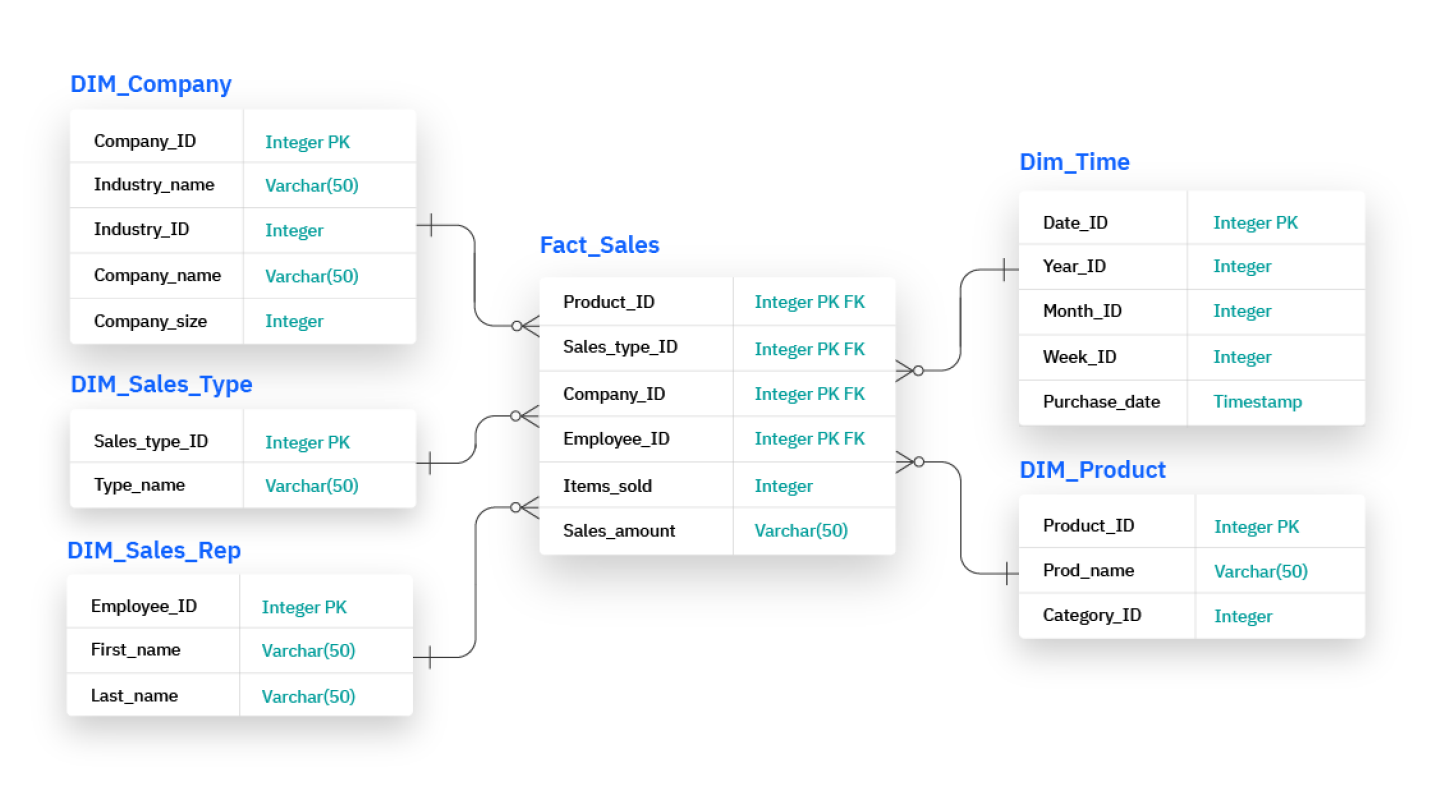 DIM_Company
Company_ID Integer PK
Industry_name Varchar(50)
Industry_ID Integer
Company_name Varchar(50)
Company_size Integer
DIM_Sales_Type
Sales_type_ID Integer PK
Type_name Varchar(50)
DIM_Sales_Rep
Employee_ID Integer PK
First_name Varchar(50)
Last_name Varchar(50)
Fact_Sales
Product_ID Integer PK FK
Sales_type_ID Integer PK FK
Company_ID Integer PK FK
Employee_ID Integer PK FK
Items_sold Integer
Sales_amount Varchar(50)
Dim_Time
Date_ID Integer PK
Year_ID Integer
Month_ID Integer
Week_ID Integer
Purchase_date Timestamp
DIM_Product
Product_ID Integer PK
Prod_name Varchar(50)
Category_ID Integer